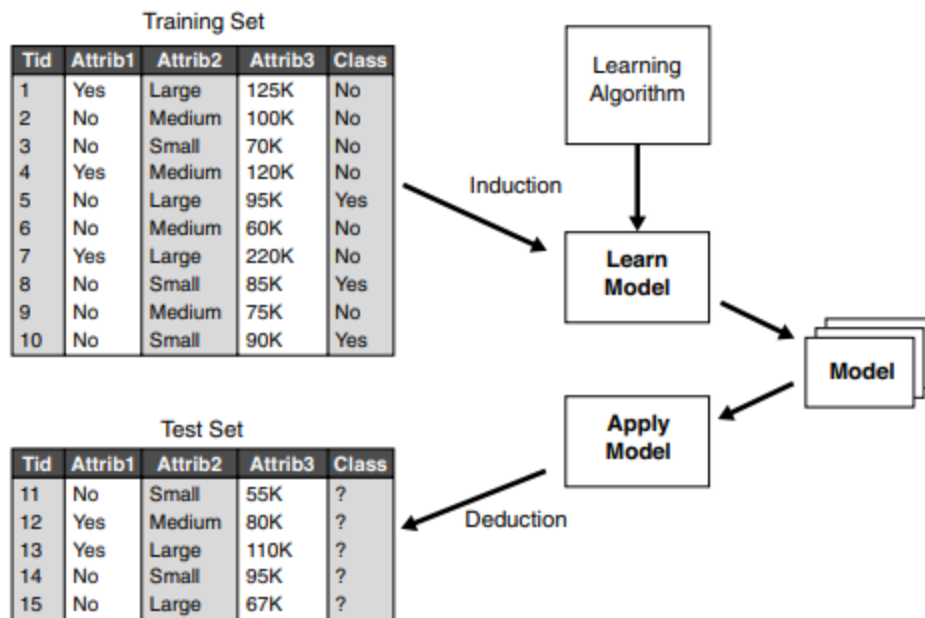 Training Set
Tid Attrib1 Attrib2 Attrib3 Class
1 Yes Large 125K No
2 No Medium 100K No
3 No Small 70K No
4 Yes Medium 120K No
5 No Large 95K Yes
6 No Medium 60K No
7 Yes Large 220K No
8 No Small 85K Yes
9 No Medium 75K No
10 No Small 90K Yes
Learning
Algorithm
Induction
Learn
Model
Model
Apply
Model
Deduction
Test Set
Tid Attrib1 Attrib2 Attrib3 Class
11 No Small 55K ?
12 Yes Medium 80K ?
13 Yes Large 110K ?
14 No Small 95K ?
15 No Large 67K ?